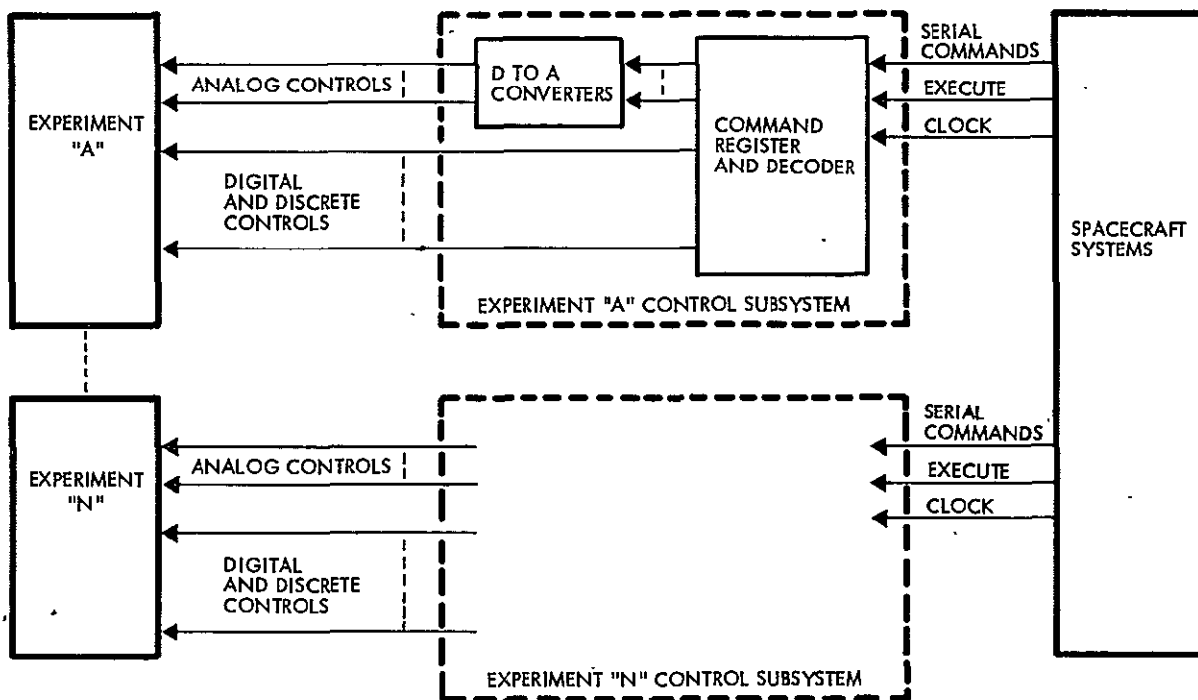 SERIAL
COMMANDS
EXECUTE
CLOCK
D TO A
CONVERTERS
COMMAND
REGISTER
AND DECODER
ANALOG CONTROLS
EXPERIMENT
"A"
DIGITAL
AND DISCRETE
CONTROLS
SPACECRAFT
SYSTEMS
EXPERIMENT "A" CONTROL SUBSYSTEM
SERIAL
COMMANDS
EXECUTE
CLOCK
ANALOG CONTROLS
EXPERIMENT
"N"
DIGITAL
AND DISCRETE
CONTROLS
EXPERIMENT "N" CONTROL SUBSYSTEM